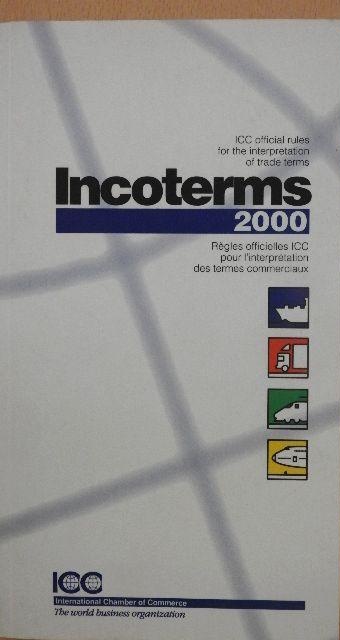 ICC official rules
for the interpretation
of trade terms
Incoterms
2000
Règles officielles ICC
pour l'interprétation
des termes commerciaux
ICC
International Chamber of Commerce
The world business organization